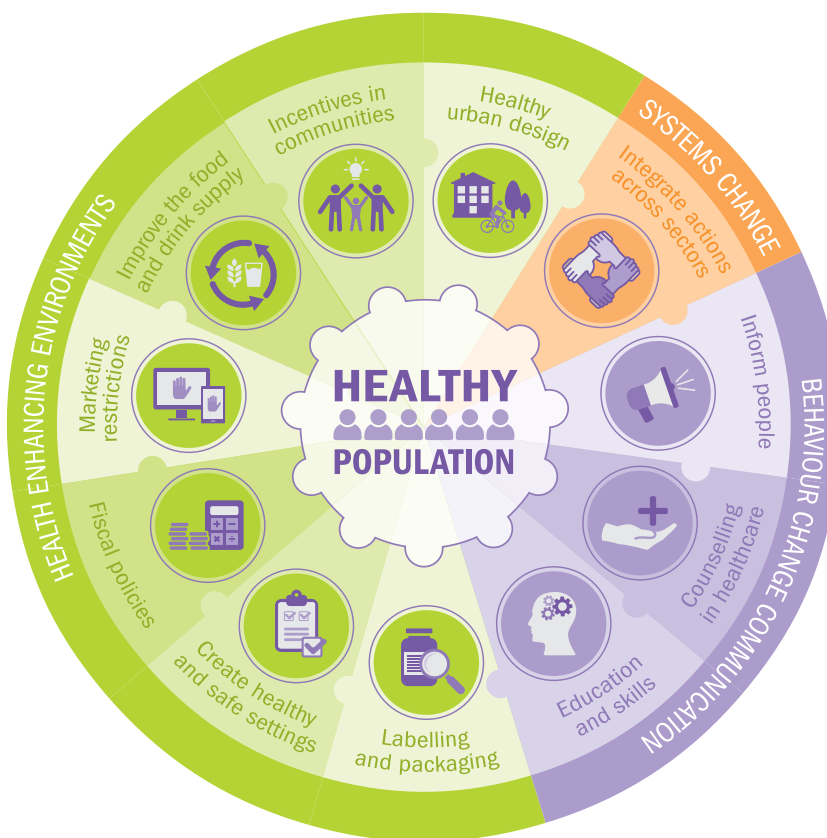 HEALTHY
POPULATION
SYSTEMS CHANGE
Integrate actions
across sectors
BEHAVIOUR CHANGE COMMUNICATION
Inform people
Counselling
in healthcare
Education
and skills
HEALTH ENHANCING ENVIRONMENTS
Labelling
and packaging
Create healthy
and safe settings
Fiscal policies
Marketing
restrictions
Improve the food
and drink supply
Incentives in
communities
Healthy
urban design